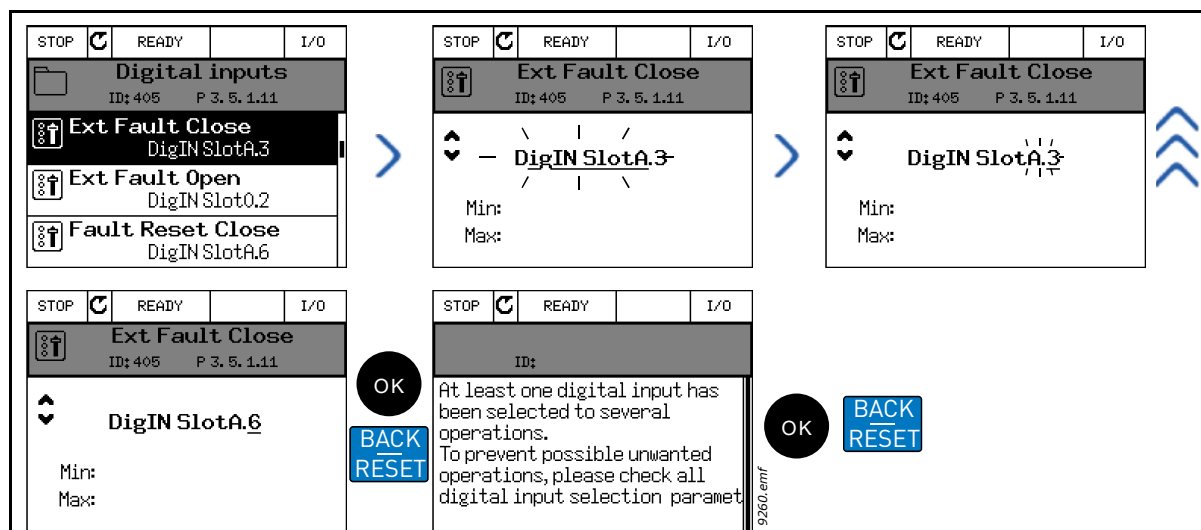 STOP READY I/O
Digital inputs
ID: 405 P 3.5.1.11
Ext Fault Close
DigIN SlotA.3
Ext Fault Open
DigIN Slot0.2
Fault Reset Close
DigIN SlotA.6
STOP READY I/O
Ext Fault Close
ID: 405 P 3.5.1.11
DigIN SlotA.3
Min:
Max:
STOP READY I/O
Ext Fault Close
ID: 405 P 3.5.1.11
DigIN SlotA.3
Min:
Max:
STOP READY I/O
Ext Fault Close
ID: 405 P 3.5.1.11
DigIN SlotA.6
Min:
Max:
OK
BACK
RESET
STOP READY I/O
ID:
At least one digital input has
been selected to several
operations.
To prevent possible unwanted
operations, please check all
digital input selection paramet
OK
BACK
RESET
9260.emf